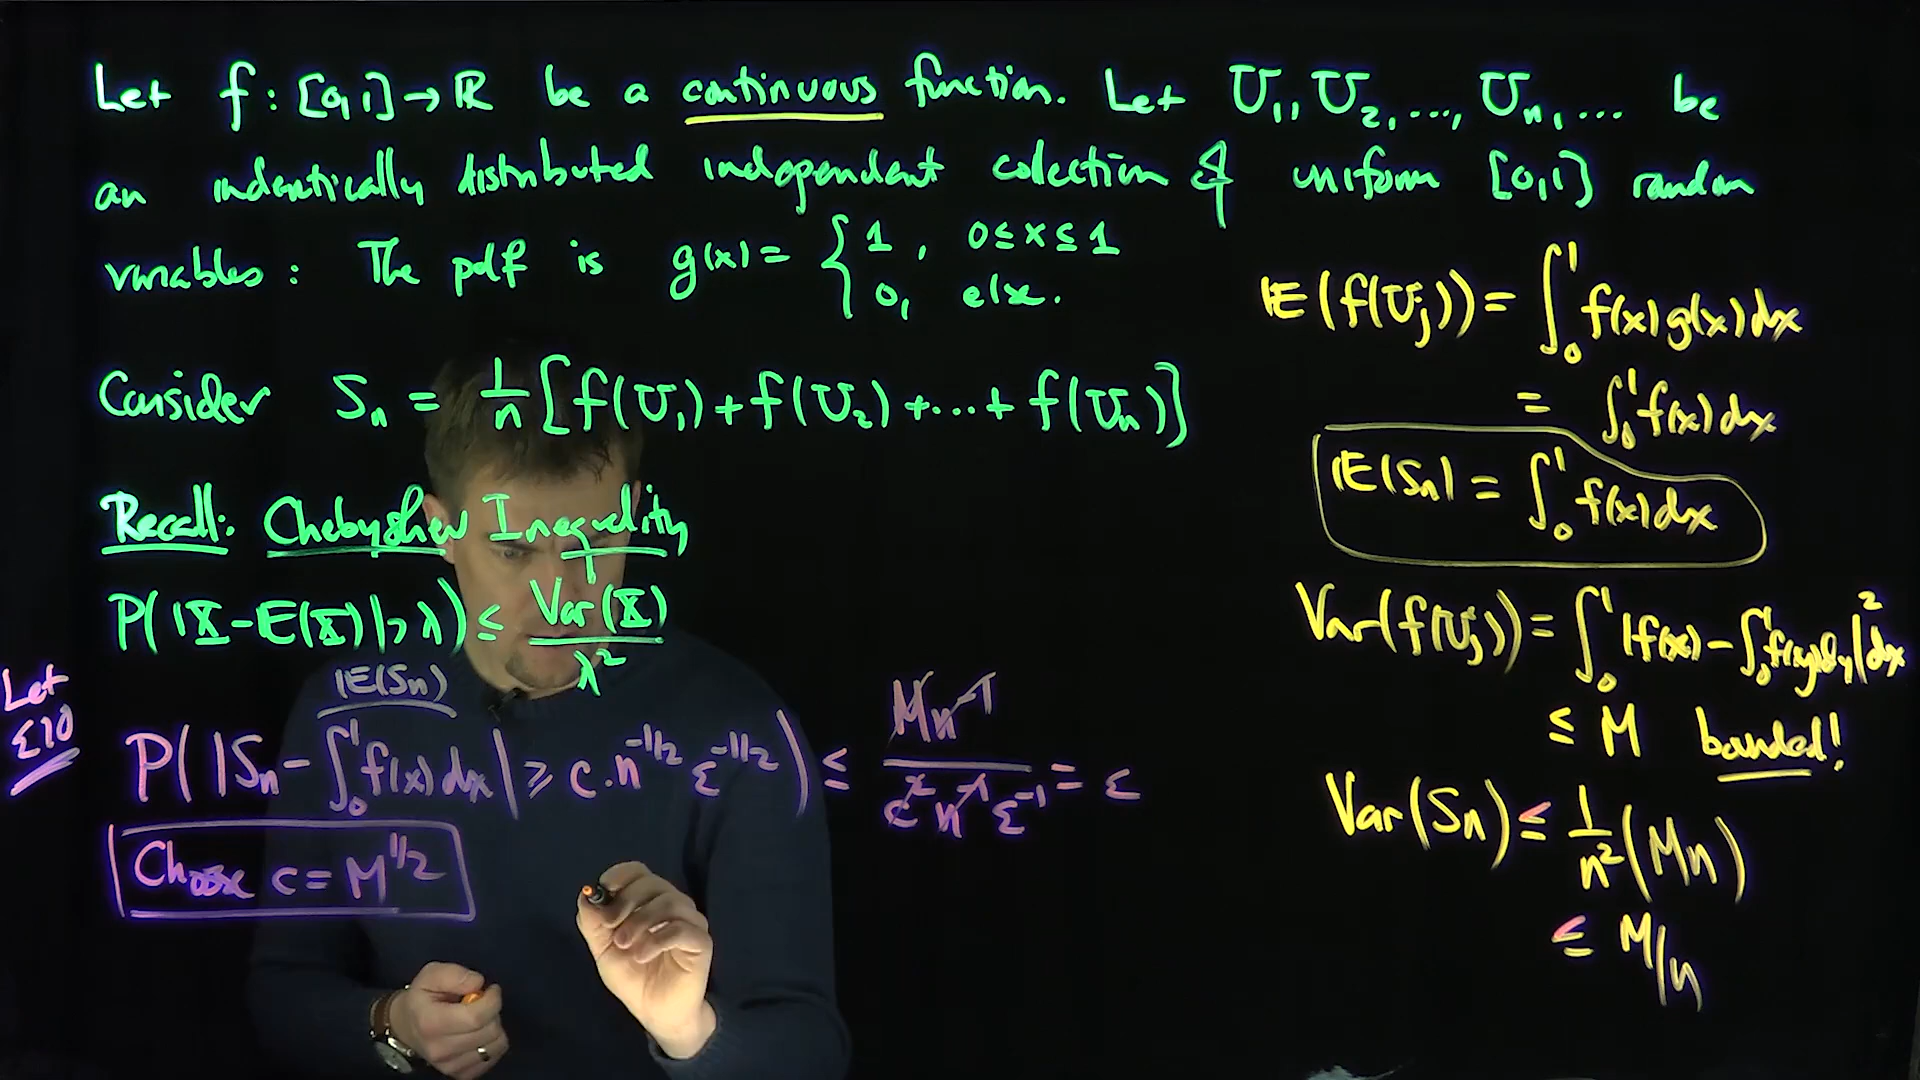 Let f : [0,1] → ℝ be a continuous function. Let U₁, U₂, ..., Uₙ, ... be
an indentically distributed independent collection of uniform [0,1] random
variables : The pdf is g(x) = { 1 , 0 ≤ x ≤ 1
0, else.
Consider Sₙ = 1/n [ f(U₁) + f(U₂) + ... + f(Uₙ) ]
Recall: Chebyshev Inequality
P( |X - E(X)| > λ ) ≤ Var(X) / λ²
E(Sₙ)
Let ε>0
P( |Sₙ - ∫₀¹ f(x)dx| ≥ c·n^(-1/2) ε^(-1/2) ) ≤ Mn⁻¹ / c²n⁻¹ε⁻¹ = ε
Choose c = M^(1/2)
E(f(Uⱼ)) = ∫₀¹ f(x)g(x)dx
= ∫₀¹ f(x)dx
E(Sₙ) = ∫₀¹ f(x)dx
Var(f(Uⱼ)) = ∫₀¹ |f(x) - ∫₀¹ f(y)dy|² dx
≤ M bounded!
Var(Sₙ) ≤ 1/n² (Mn)
≤ M/n